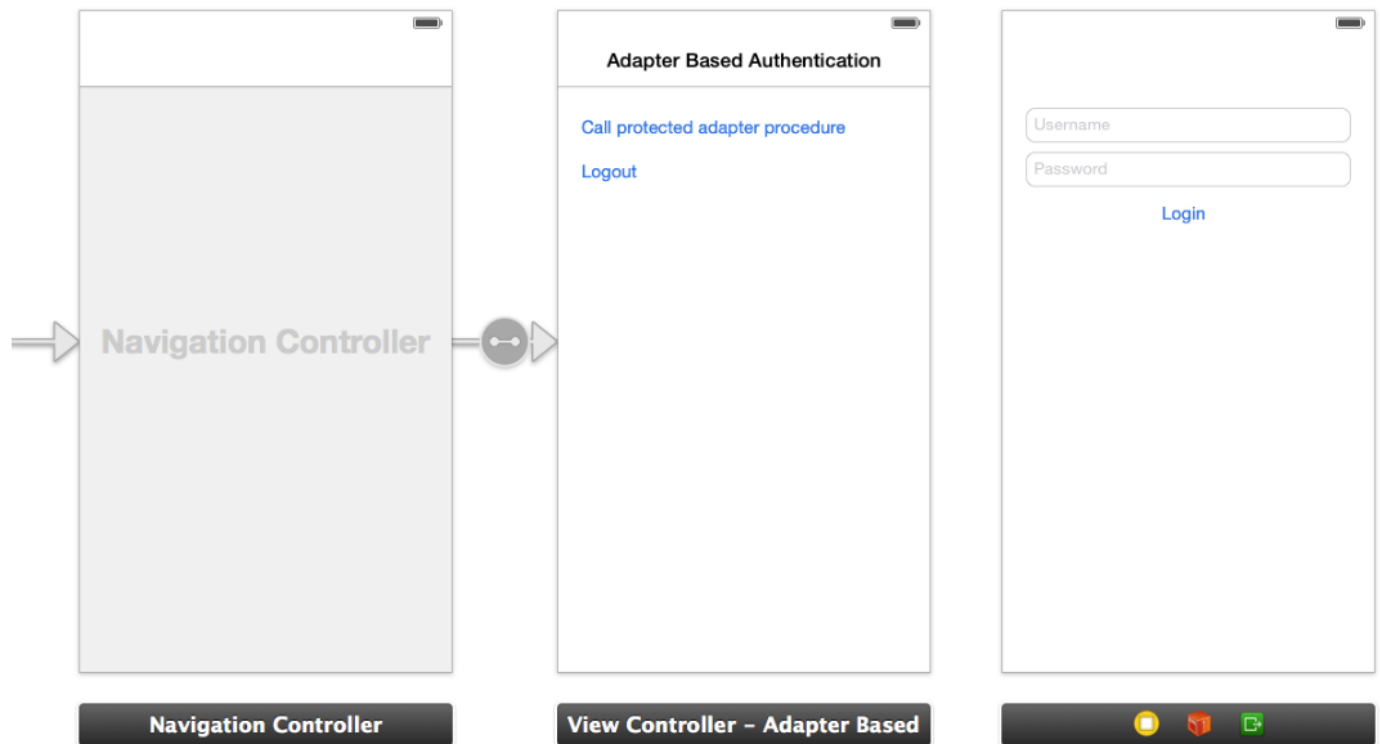 Navigation Controller
Navigation Controller
Adapter Based Authentication
Call protected adapter procedure
Logout
View Controller – Adapter Based
Username
Password
Login